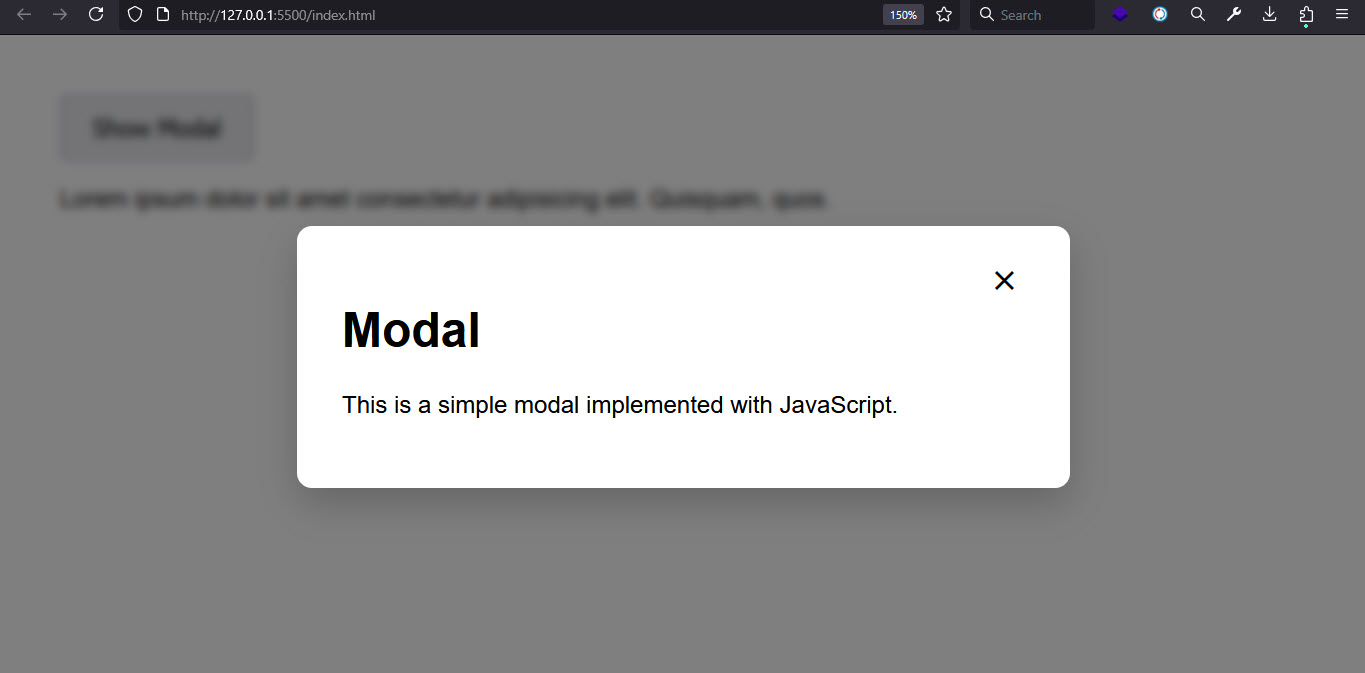 http://127.0.0.1:5500/index.html
150%
Search
Show Modal
Lorem ipsum dolor sit amet consectetur adipisicing elit. Quisquam, quos.
Modal
This is a simple modal implemented with JavaScript.